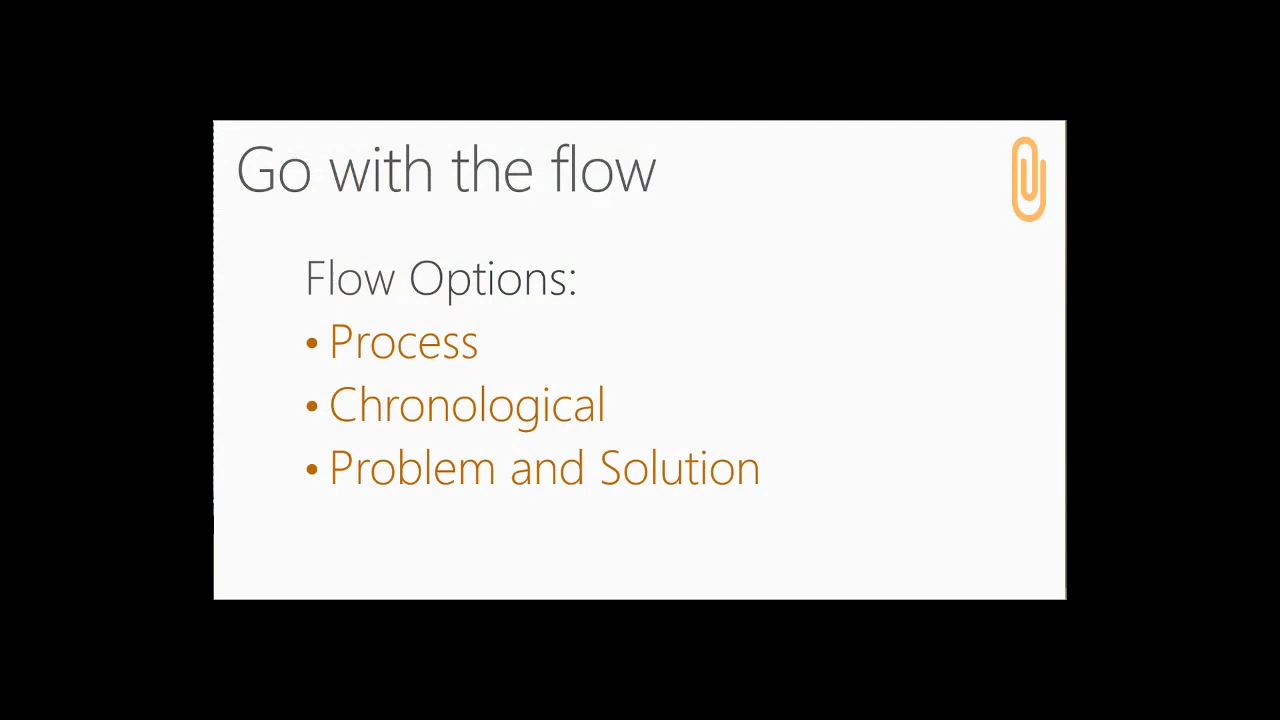 Go with the flow
Flow Options:
• Process
• Chronological
• Problem and Solution